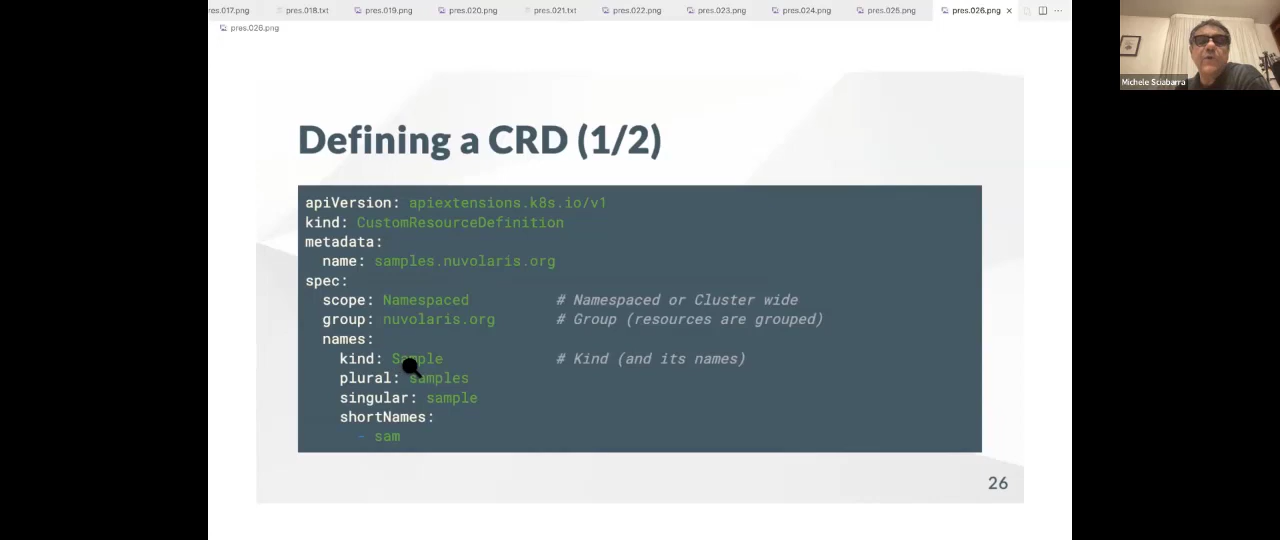 pres.017.png
pres.018.txt
pres.019.png
pres.020.png
pres.021.txt
pres.022.png
pres.023.png
pres.024.png
pres.025.png
pres.026.png
pres.026.png
Michele Sciabarra
Defining a CRD (1/2)
apiVersion: apiextensions.k8s.io/v1
kind: CustomResourceDefinition
metadata:
name: samples.nuvolaris.org
spec:
scope: Namespaced # Namespaced or Cluster wide
group: nuvolaris.org # Group (resources are grouped)
names:
kind: Sample # Kind (and its names)
plural: samples
singular: sample
shortNames:
- sam
26